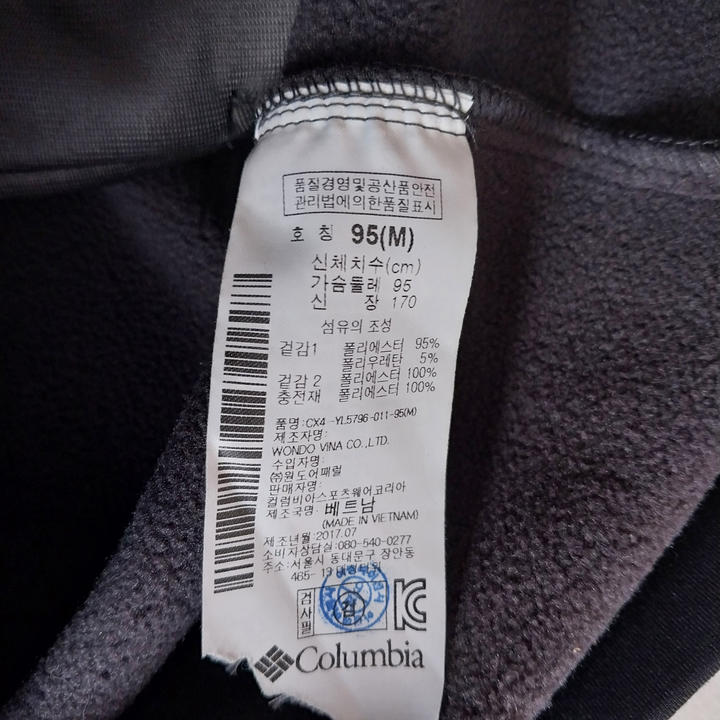 품질경영및공산품안전
관리법에의한품질표시
호 칭 95(M)
신체치수(cm)
가슴둘레 95
신 장 170
섬유의 조성
겉감1 폴리에스터 95%
폴리우레탄 5%
겉감2 폴리에스터 100%
충전재 폴리에스터 100%
품명:CX4-YL5796-011-95(M)
제조자명:
WONDO VINA CO.,LTD.
수입자명:
(주)원도어패럴
판매자명:
컬럼비아스포츠웨어코리아
제조국명: 베트남
(MADE IN VIETNAM)
제조년월:2017.07
소비자상담실:080-540-0277
주소:서울시 동대문구 장안동
465-13
검사필
검
Columbia